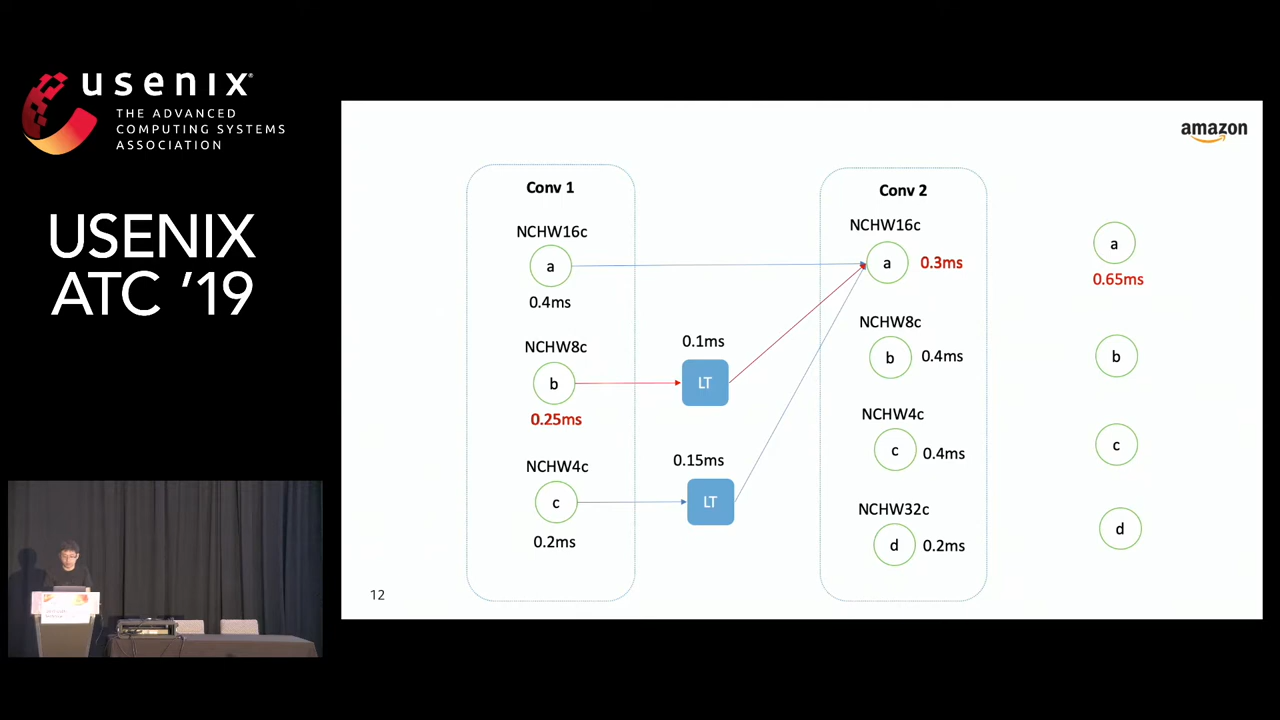 usenix
THE ADVANCED
COMPUTING SYSTEMS
ASSOCIATION
USENIX
ATC '19
amazon
Conv 1
NCHW16c
a
0.4ms
NCHW8c
b
0.25ms
NCHW4c
c
0.2ms
0.1ms
LT
0.15ms
LT
Conv 2
NCHW16c
a 0.3ms
NCHW8c
b 0.4ms
NCHW4c
c 0.4ms
NCHW32c
d 0.2ms
a
0.65ms
b
c
d
12